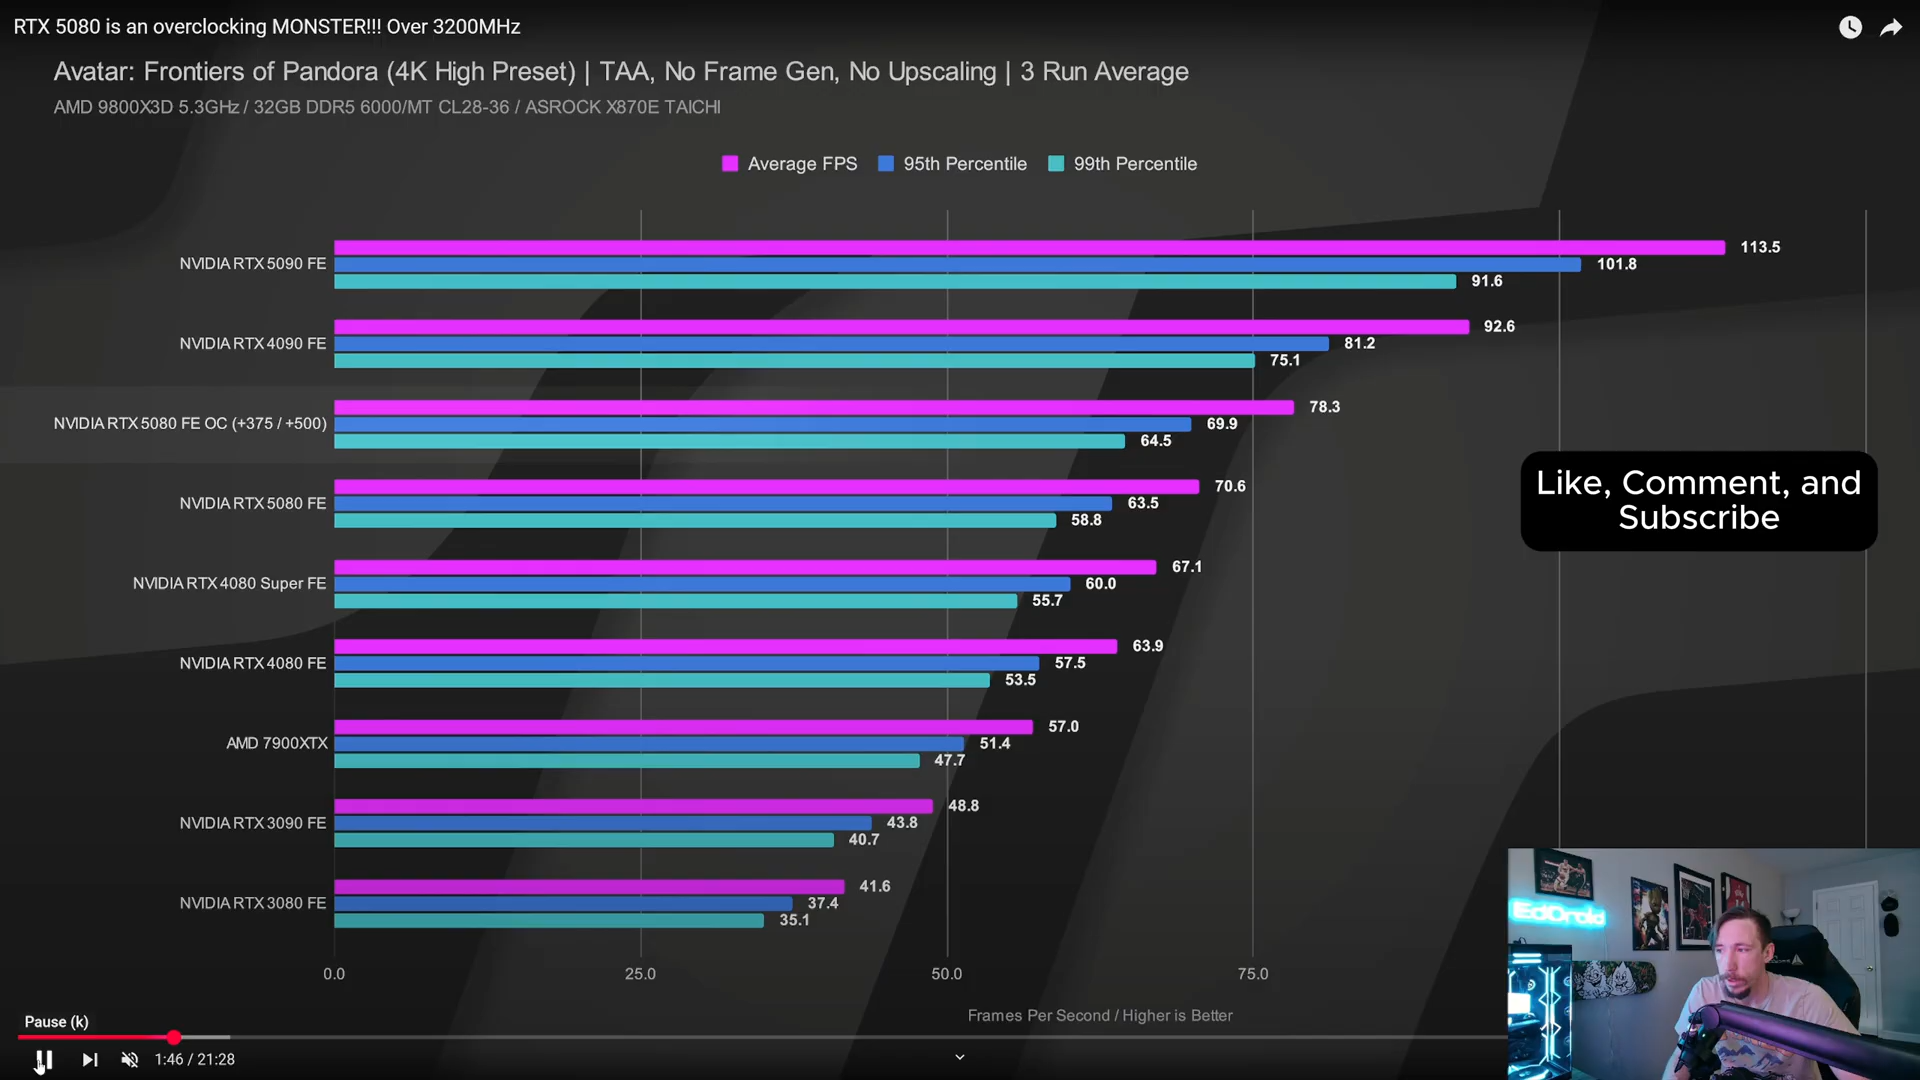 RTX 5080 is an overclocking MONSTER!!! Over 3200MHz
Avatar: Frontiers of Pandora (4K High Preset) | TAA, No Frame Gen, No Upscaling | 3 Run Average
AMD 9800X3D 5.3GHz / 32GB DDR5 6000/MT CL28-36 / ASROCK X870E TAICHI
Average FPS 95th Percentile 99th Percentile
NVIDIA RTX 5090 FE
113.5
101.8
91.6
NVIDIA RTX 4090 FE
92.6
81.2
75.1
NVIDIA RTX 5080 FE OC (+375 / +500)
78.3
69.9
64.5
NVIDIA RTX 5080 FE
70.6
63.5
58.8
NVIDIA RTX 4080 Super FE
67.1
60.0
55.7
NVIDIA RTX 4080 FE
63.9
57.5
53.5
AMD 7900XTX
57.0
51.4
47.7
NVIDIA RTX 3090 FE
48.8
43.8
40.7
NVIDIA RTX 3080 FE
41.6
37.4
35.1
0.0 25.0 50.0 75.0
Frames Per Second / Higher is Better
Like, Comment, and
Subscribe
EdDroid
Pause (k)
1:46 / 21:28